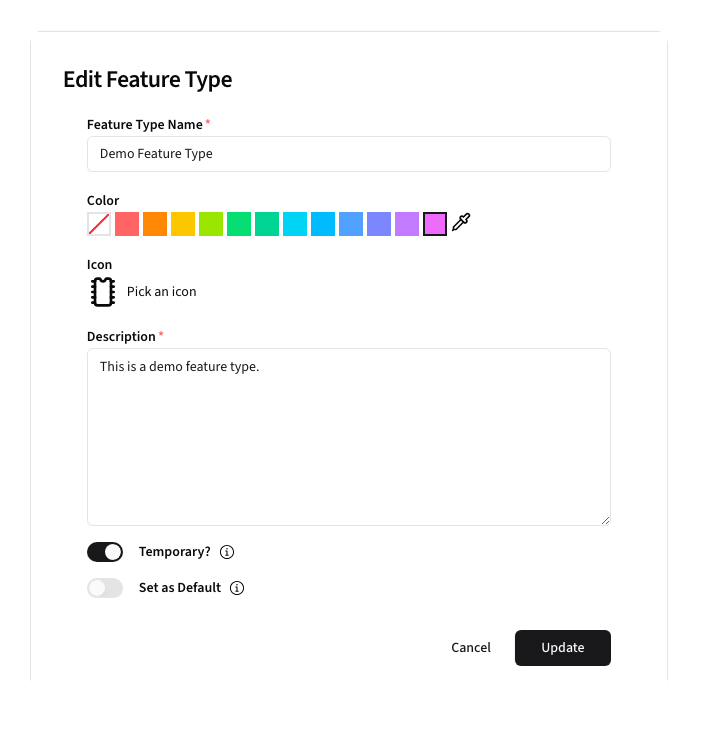 Edit Feature Type
Feature Type Name *
Demo Feature Type
Color
Icon
Pick an icon
Description *
This is a demo feature type.
Temporary?
Set as Default
Cancel Update